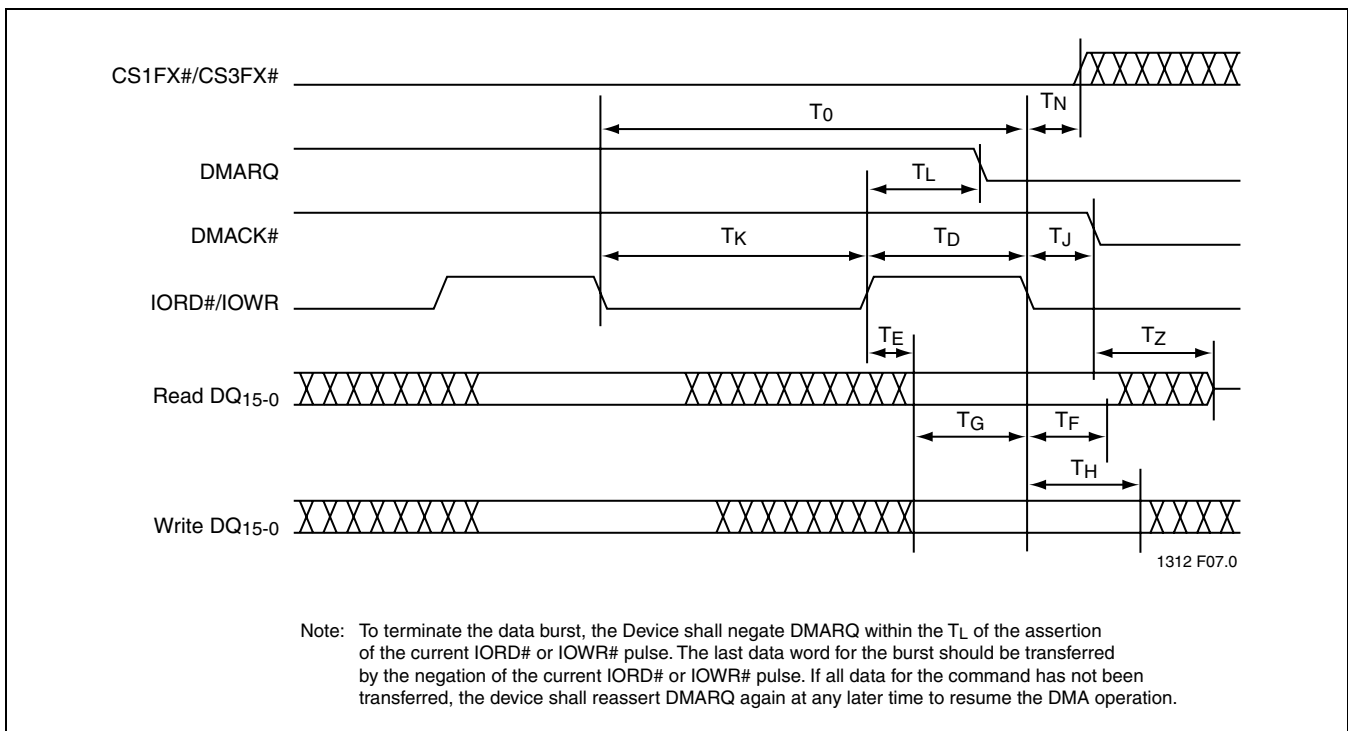 CS1FX#/CS3FX#
TN
T0
DMARQ
TL
DMACK#
TK
TD
TJ
IORD#/IOWR
TE
TZ
Read DQ15-0
TG
TF
TH
Write DQ15-0
1312 F07.0
Note: To terminate the data burst, the Device shall negate DMARQ within the TL of the assertion
of the current IORD# or IOWR# pulse. The last data word for the burst should be transferred
by the negation of the current IORD# or IOWR# pulse. If all data for the command has not been
transferred, the device shall reassert DMARQ again at any later time to resume the DMA operation.